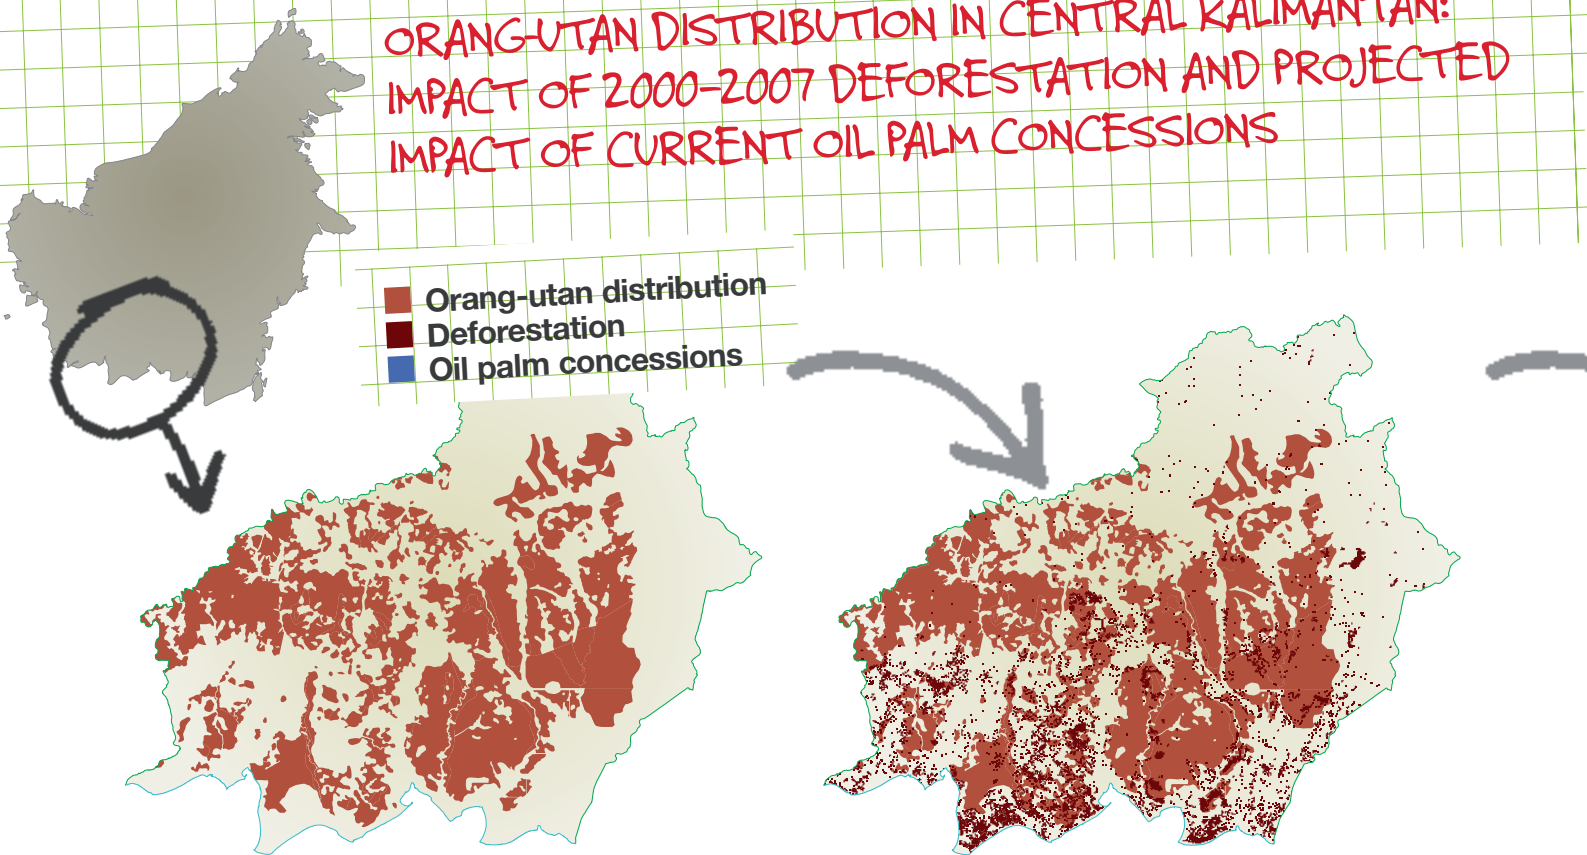 ORANG-UTAN DISTRIBUTION IN CENTRAL KALIMANTAN:
IMPACT OF 2000-2007 DEFORESTATION AND PROJECTED
IMPACT OF CURRENT OIL PALM CONCESSIONS
Orang-utan distribution
Deforestation
Oil palm concessions